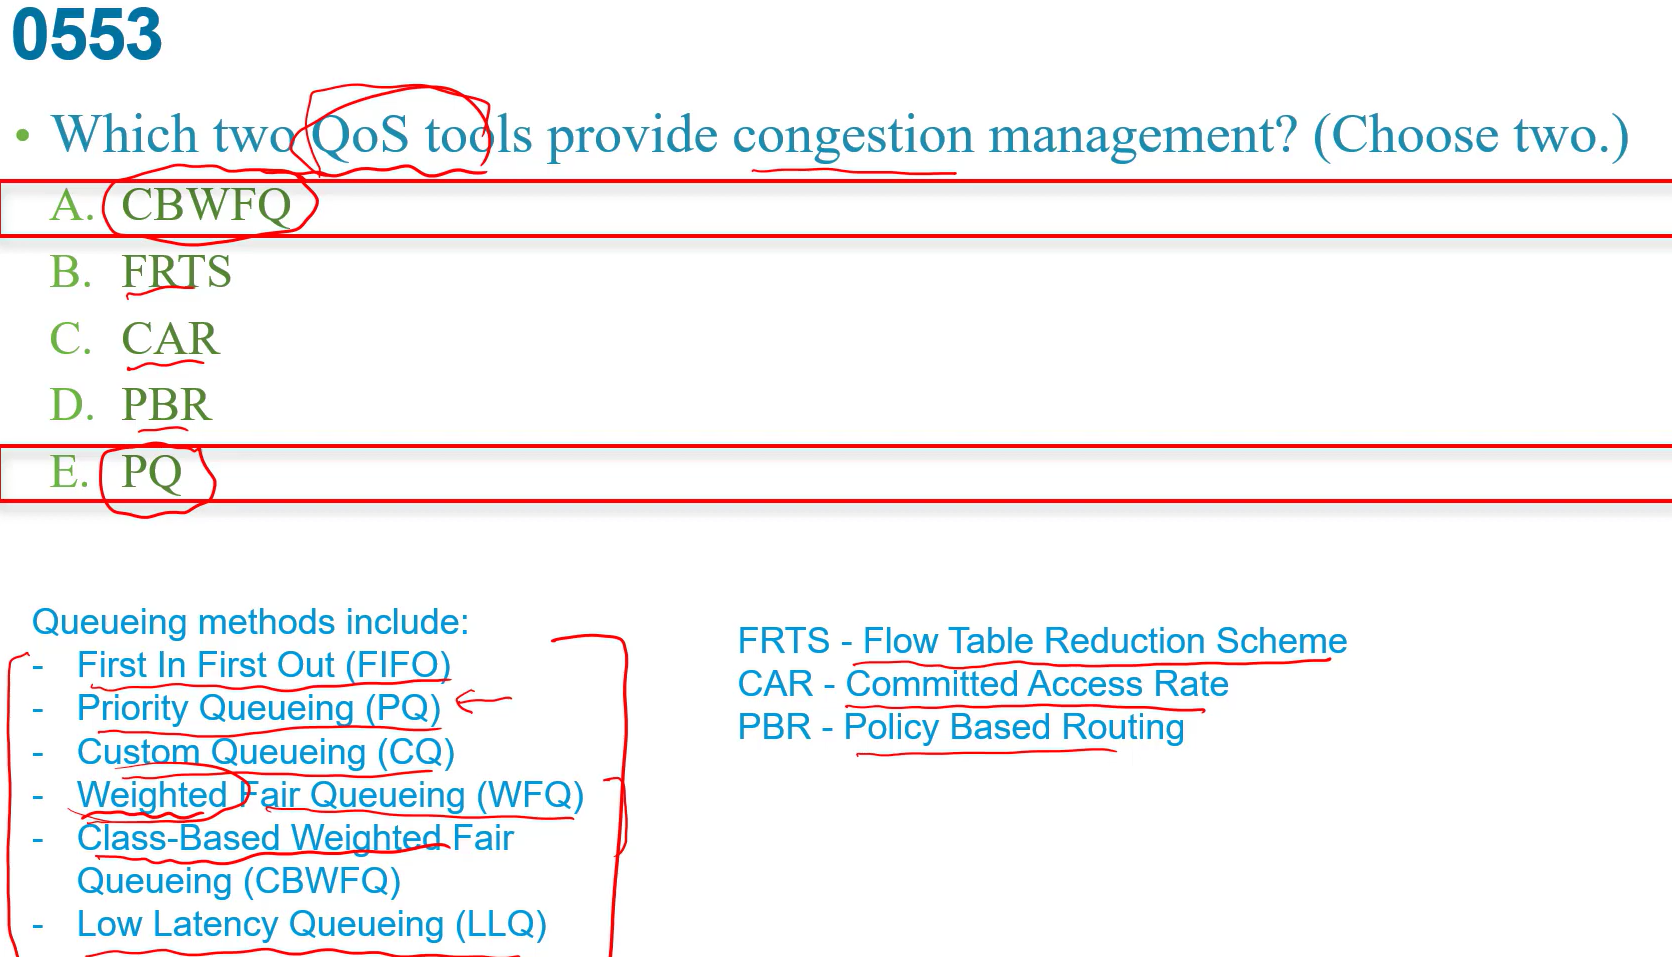 0553
• Which two QoS tools provide congestion management? (Choose two.)
A. CBWFQ
B. FRTS
C. CAR
D. PBR
E. PQ
Queueing methods include:
- First In First Out (FIFO)
- Priority Queueing (PQ)
- Custom Queueing (CQ)
- Weighted Fair Queueing (WFQ)
- Class-Based Weighted Fair
Queueing (CBWFQ)
- Low Latency Queueing (LLQ)
FRTS - Flow Table Reduction Scheme
CAR - Committed Access Rate
PBR - Policy Based Routing